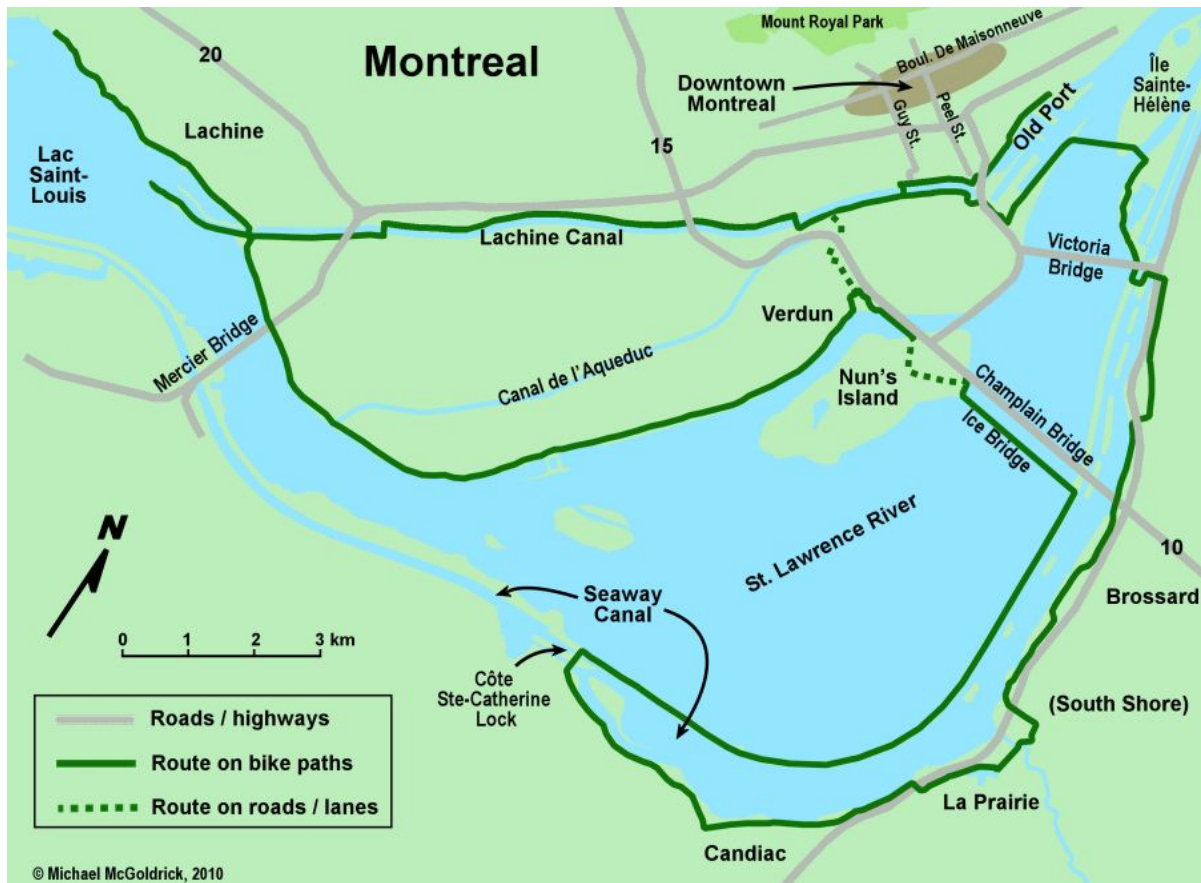 Mount Royal Park
Boul. De Maisonneuve
Île
Sainte-
Hélène
20
Montreal
Downtown
Montreal
Guy St.
Peel St.
Old Port
Lachine
15
Lac
Saint-
Louis
Lachine Canal
Victoria
Bridge
Verdun
Mercier Bridge
Canal de l'Aqueduc
Nun's
Island
Champlain Bridge
Ice Bridge
St. Lawrence River
N
10
Seaway
Canal
Brossard
0 1 2 3 km
Côte
Ste-Catherine
Lock
(South Shore)
Roads / highways
Route on bike paths
Route on roads / lanes
La Prairie
Candiac
© Michael McGoldrick, 2010